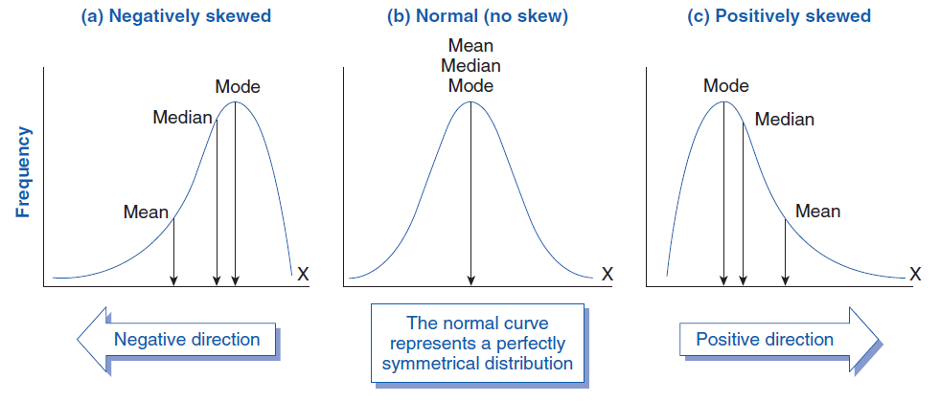 (a) Negatively skewed
(b) Normal (no skew)
(c) Positively skewed
Frequency
Mode
Median
Mean
X
Mean
Median
Mode
X
Mode
Median
Mean
X
Negative direction
The normal curve
represents a perfectly
symmetrical distribution
Positive direction